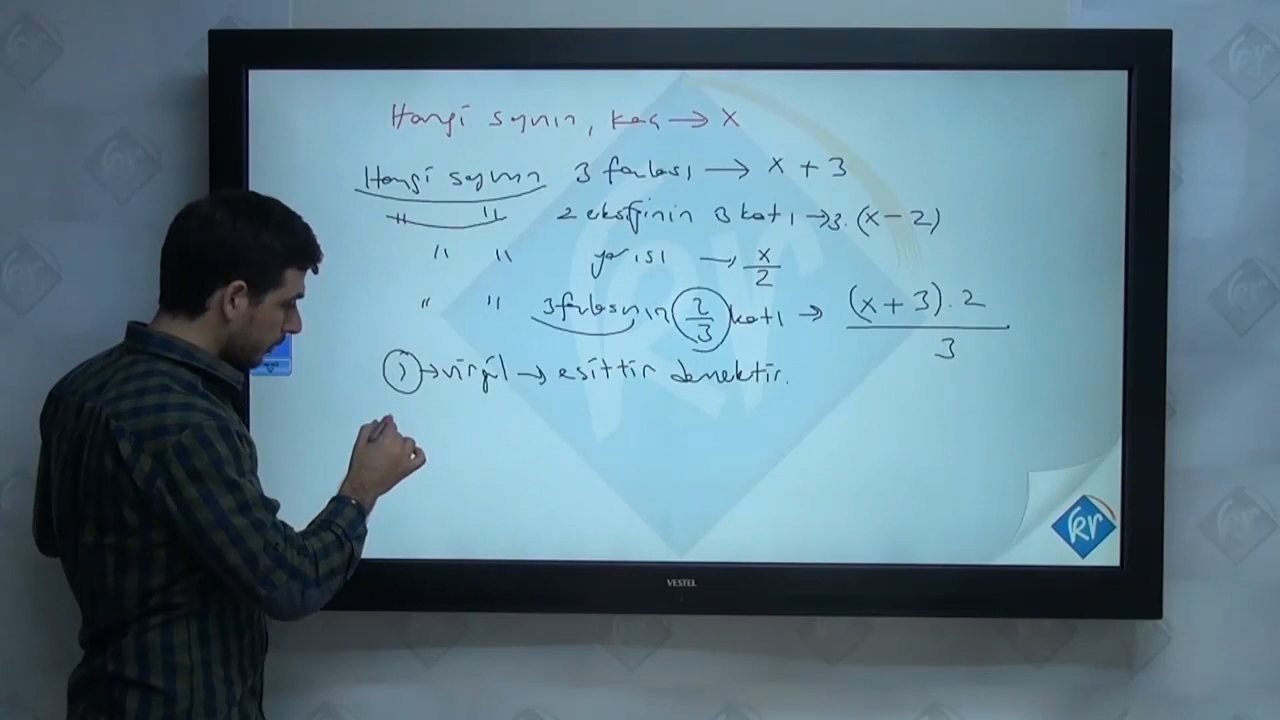 Hangi sayının, kaç → x
Hangi sayının 3 fazlası → x + 3
" " 2 eksiğinin 3 katı → 3.(x-2)
" " yarısı → x/2
" " 3 fazlasının 2/3 katı → (x+3).2/3
, → virgül → eşittir demektir.
kr
VESTEL